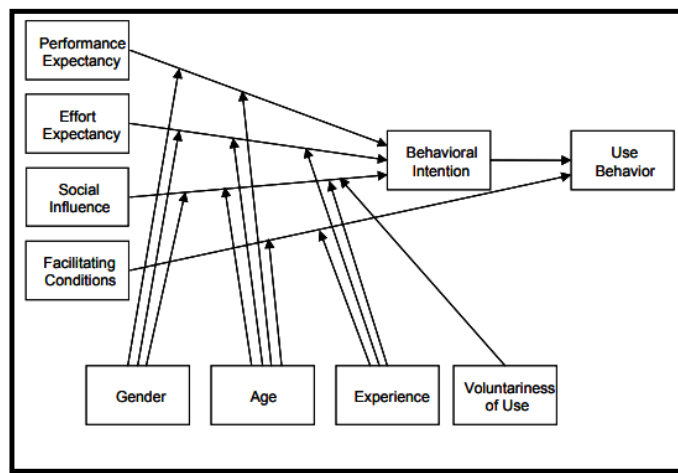 Performance
Expectancy
Effort
Expectancy
Social
Influence
Facilitating
Conditions
Behavioral
Intention
Use
Behavior
Gender
Age
Experience
Voluntariness
of Use